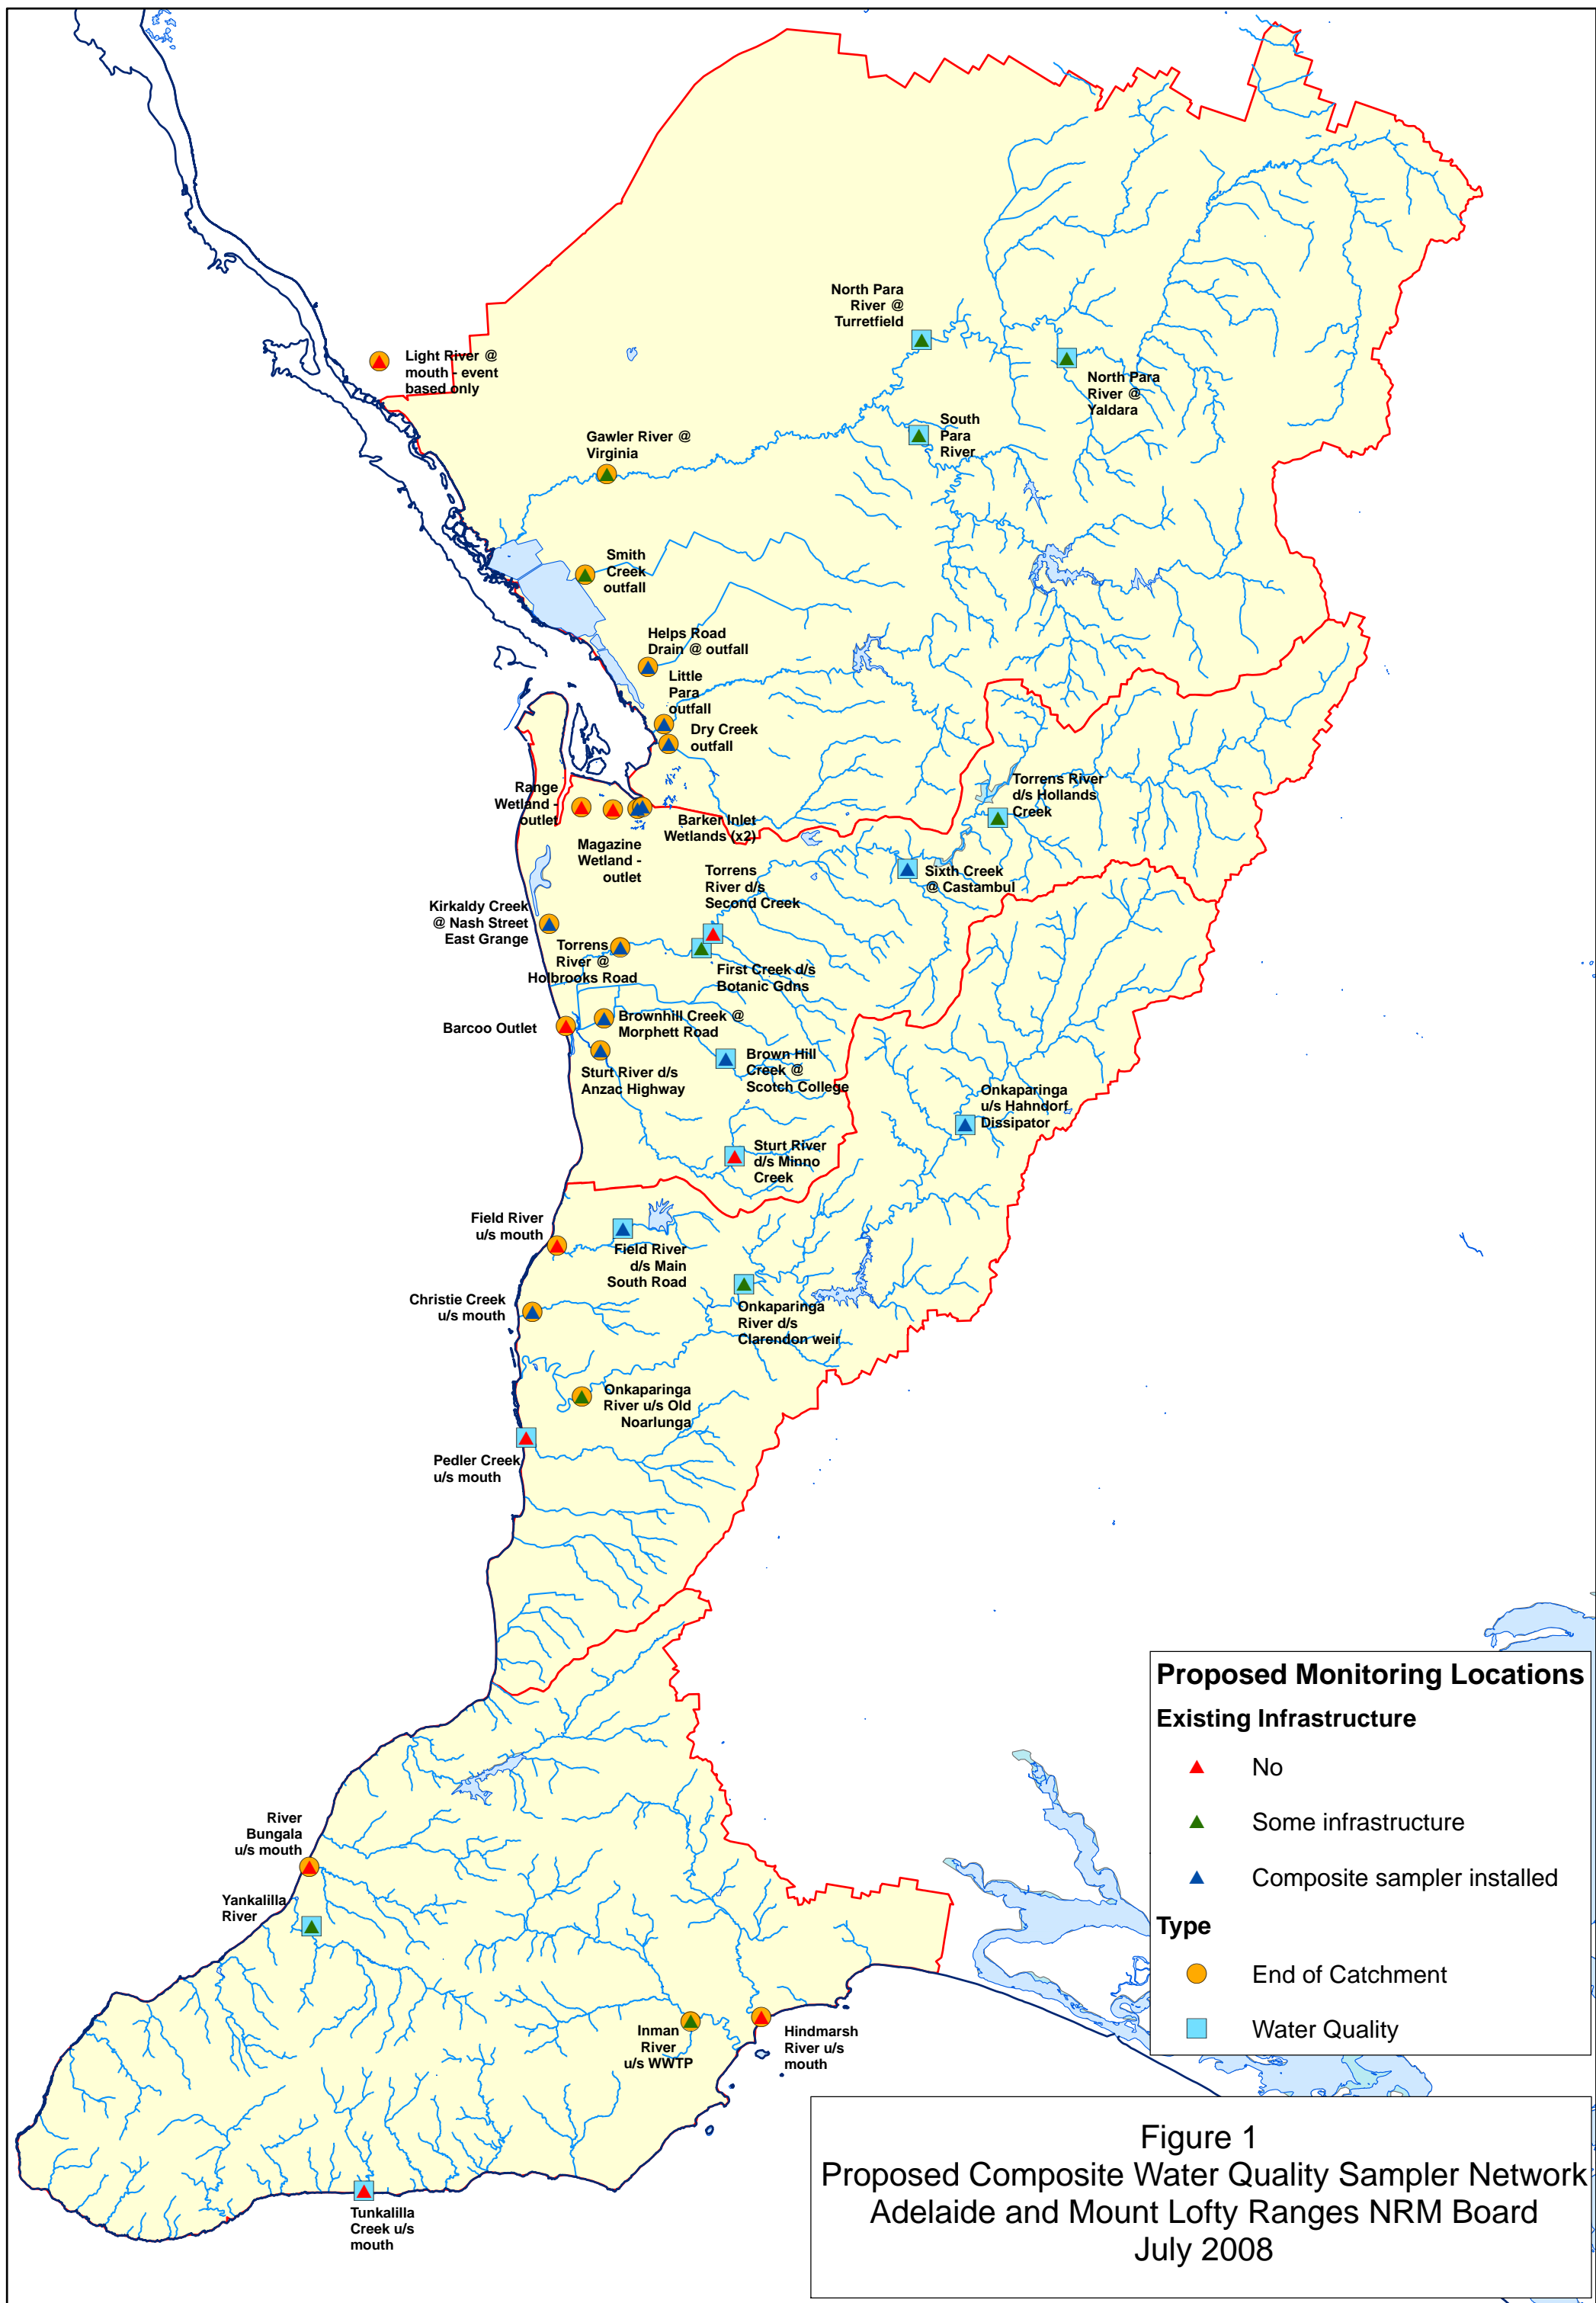 North Para
River @
Turretfield
Light River @
mouth - event
based only
North Para
River @
Yaldara
South
Para
River
Gawler River @
Virginia
Smith
Creek
outfall
Helps Road
Drain @ outfall
Little
Para
outfall
Dry Creek
outfall
Range
Wetland -
outlet
Torrens River
d/s Hollands
Creek
Barker Inlet
Wetlands (x2)
Magazine
Wetland -
outlet
Torrens
River d/s
Second Creek
Sixth Creek
@ Castambul
Kirkaldy Creek
@ Nash Street
East Grange
Torrens
River @
Holbrooks Road
First Creek d/s
Botanic Gdns
Barcoo Outlet
Brownhill Creek @
Morphett Road
Brown Hill
Creek @
Scotch College
Sturt River d/s
Anzac Highway
Onkaparinga
u/s Hahndorf
Dissipator
Sturt River
d/s Minno
Creek
Field River
u/s mouth
Field River
d/s Main
South Road
Christie Creek
u/s mouth
Onkaparinga
River d/s
Clarendon weir
Onkaparinga
River u/s Old
Noarlunga
Pedler Creek
u/s mouth
River
Bungala
u/s mouth
Yankalilla
River
Inman
River
u/s WWTP
Hindmarsh
River u/s
mouth
Tunkalilla
Creek u/s
mouth
Proposed Monitoring Locations
Existing Infrastructure
No
Some infrastructure
Composite sampler installed
Type
End of Catchment
Water Quality
Figure 1
Proposed Composite Water Quality Sampler Network
Adelaide and Mount Lofty Ranges NRM Board
July 2008